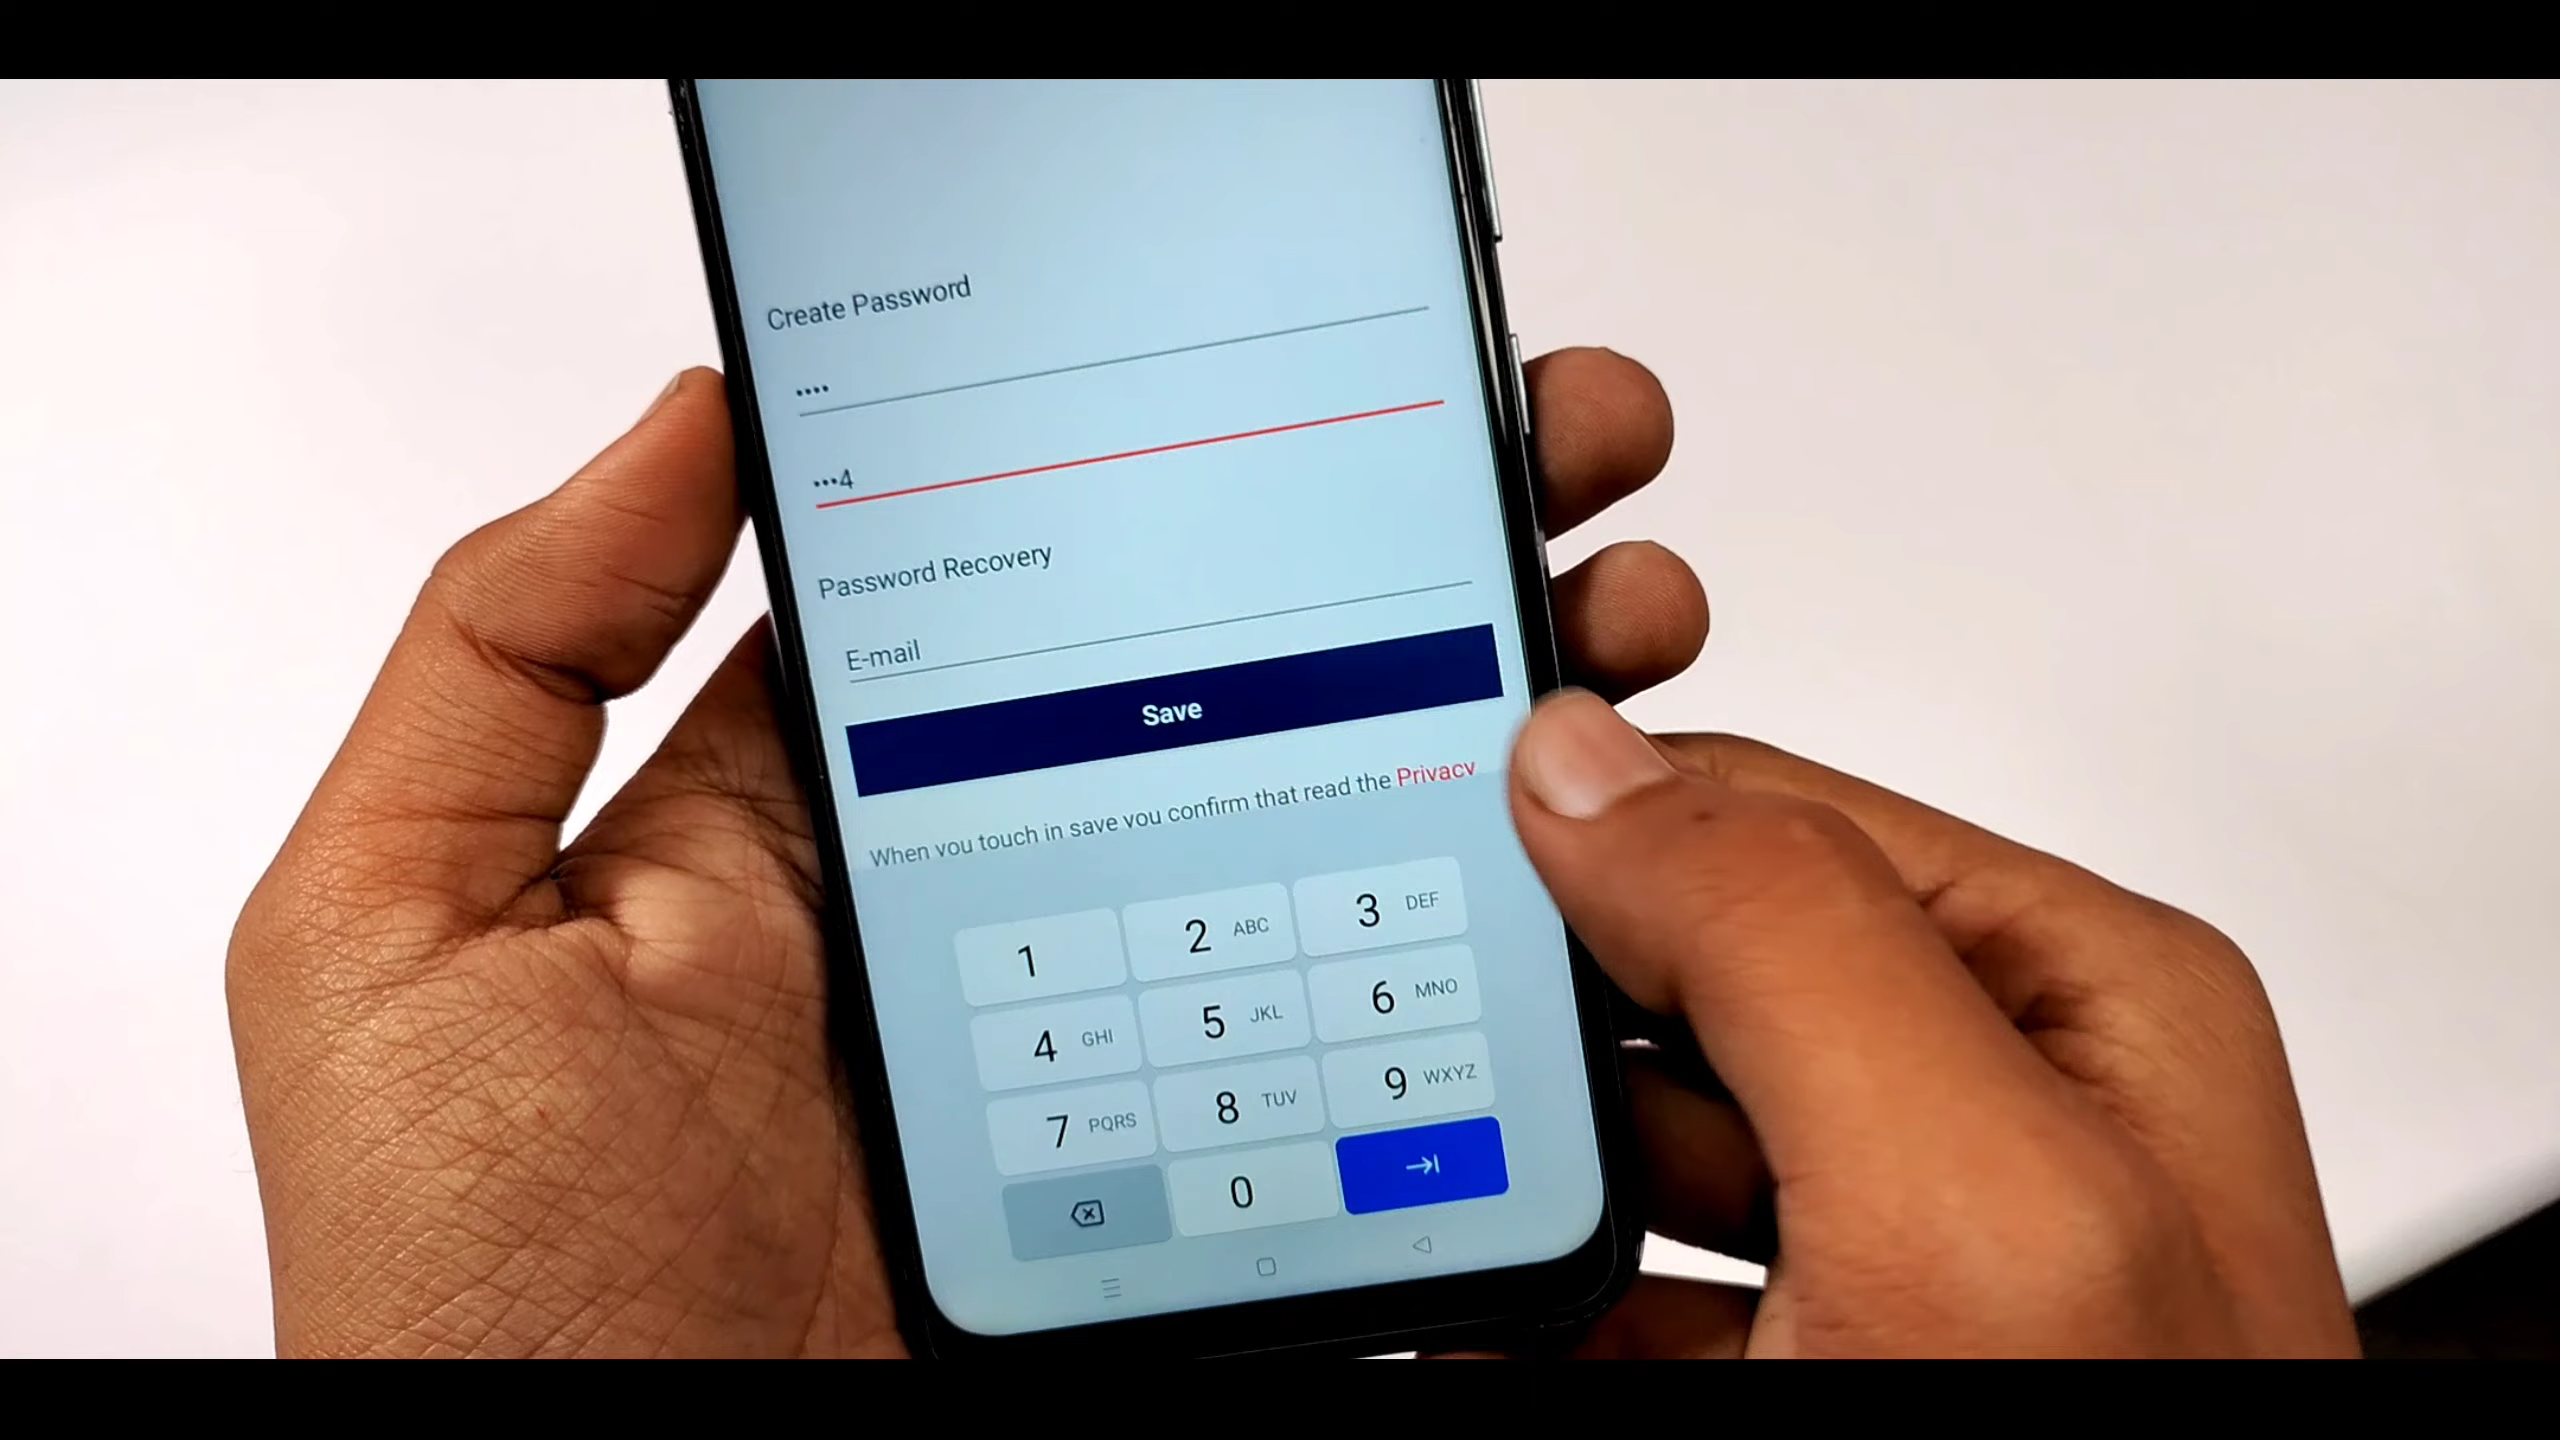 Create Password
••••
•••4
Password Recovery
E-mail
Save
When you touch in save you confirm that read the Privacy
1
2 ABC
3 DEF
4 GHI
5 JKL
6 MNO
7 PQRS
8 TUV
9 WXYZ
0